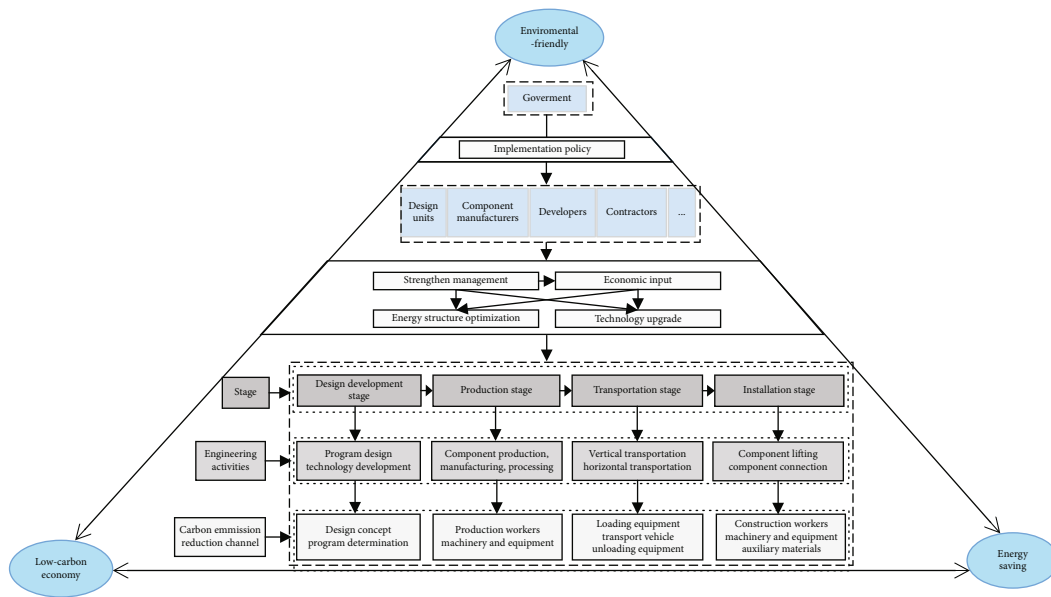 Enviromental
-friendly
Goverment
Implementation policy
Design
units
Component
manufacturers
Developers
Contractors
...
Strengthen management
Economic input
Energy structure optimization
Technology upgrade
Stage
Design development
stage
Production stage
Transportation stage
Installation stage
Engineering
activities
Program design
technology development
Component production,
manufacturing, processing
Vertical transportation
horizontal transportation
Component lifting
component connection
Carbon emmission
reduction channel
Design concept
program determination
Production workers
machinery and equipment
Loading equipment
transport vehicle
unloading equipment
Construction workers
machinery and equipment
auxiliary materials
Low-carbon
economy
Energy
saving